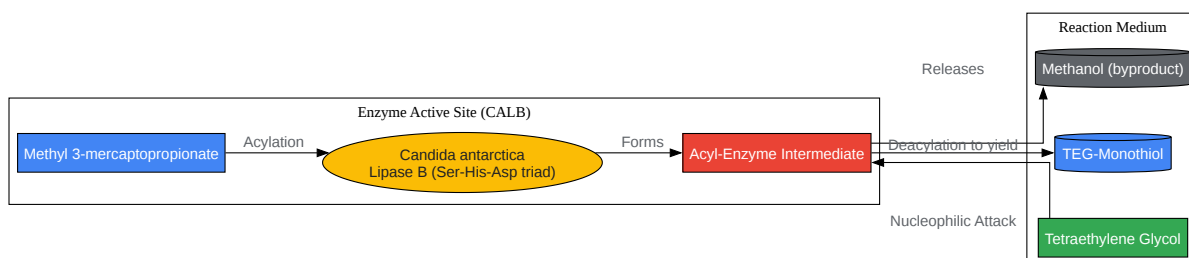 Reaction Medium
Releases
Methanol (byproduct)
Enzyme Active Site (CALB)
Methyl 3-mercaptopropionate
Acylation
Candida antarctica
Lipase B (Ser-His-Asp triad)
Forms
Acyl-Enzyme Intermediate
Deacylation to yield
TEG-Monothiol
Nucleophilic Attack
Tetraethylene Glycol